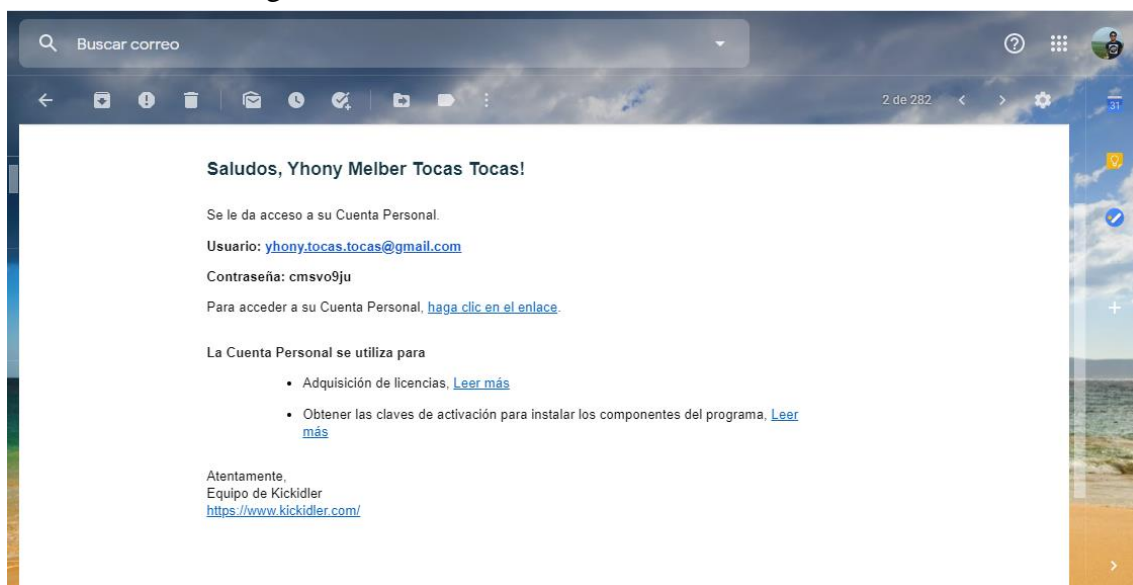 Buscar correo
2 de 282
31
Saludos, Yhony Melber Tocas Tocas!
Se le da acceso a su Cuenta Personal.
Usuario: yhony.tocas.tocas@gmail.com
Contraseña: cmsvo9ju
Para acceder a su Cuenta Personal, haga clic en el enlace.
La Cuenta Personal se utiliza para
• Adquisición de licencias, Leer más
• Obtener las claves de activación para instalar los componentes del programa, Leer
más
Atentamente,
Equipo de Kickidler
https://www.kickidler.com/